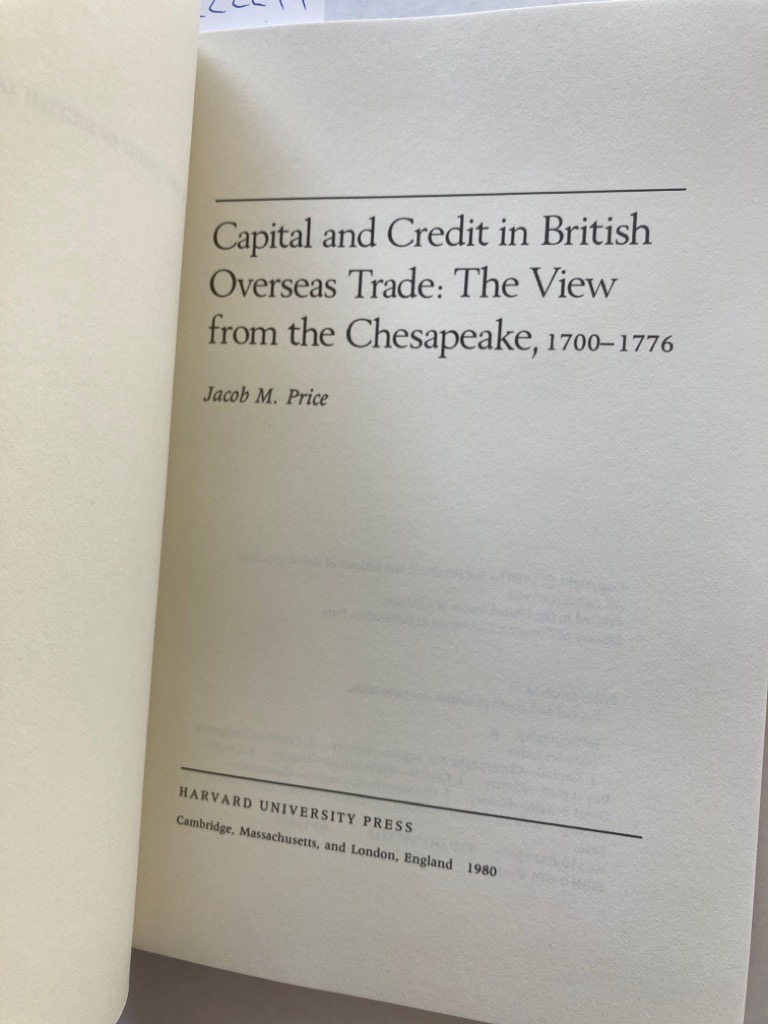 Capital and Credit in British
Overseas Trade: The View
from the Chesapeake, 1700–1776
Jacob M. Price
HARVARD UNIVERSITY PRESS
Cambridge, Massachusetts, and London, England 1980